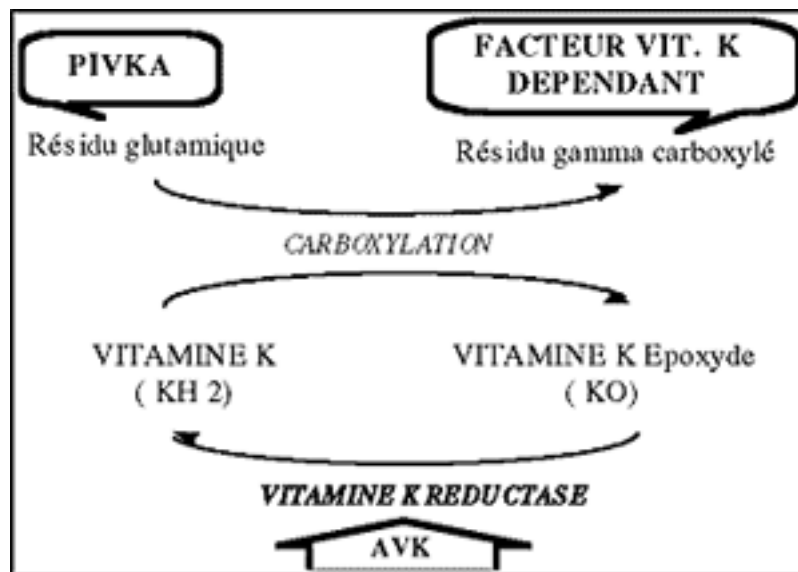 PIVKA
FACTEUR VIT. K
DEPENDANT
Résidu glutamique
Résidu gamma carboxylé
CARBOXYLATION
VITAMINE K
( KH 2)
VITAMINE K Epoxyde
( KO)
VITAMINE K REDUCTASE
AVK